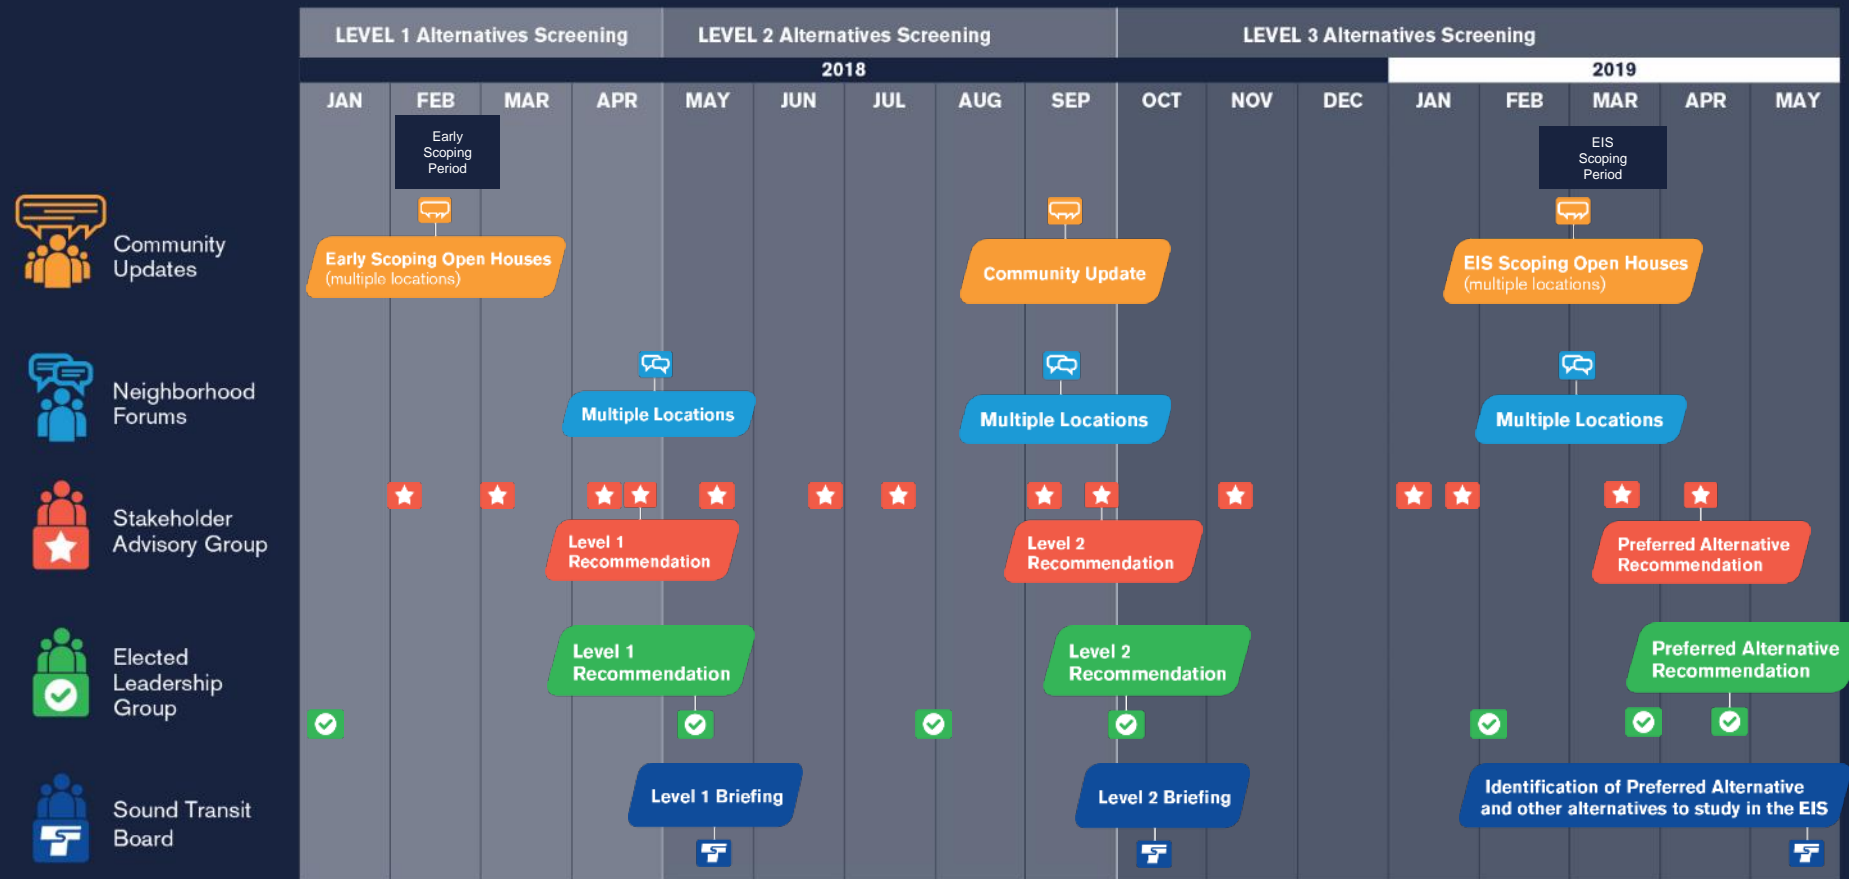 LEVEL 1 Alternatives Screening LEVEL 2 Alternatives Screening LEVEL 3 Alternatives Screening
2018 2019
JAN FEB MAR APR MAY JUN JUL AUG SEP OCT NOV DEC JAN FEB MAR APR MAY
Early
Scoping
Period
EIS
Scoping
Period
Community
Updates
Early Scoping Open Houses
(multiple locations)
Community Update
EIS Scoping Open Houses
(multiple locations)
Neighborhood
Forums
Multiple Locations
Multiple Locations
Multiple Locations
Stakeholder
Advisory Group
Level 1
Recommendation
Level 2
Recommendation
Preferred Alternative
Recommendation
Elected
Leadership
Group
Level 1
Recommendation
Level 2
Recommendation
Preferred Alternative
Recommendation
Sound Transit
Board
Level 1 Briefing
Level 2 Briefing
Identification of Preferred Alternative
and other alternatives to study in the EIS